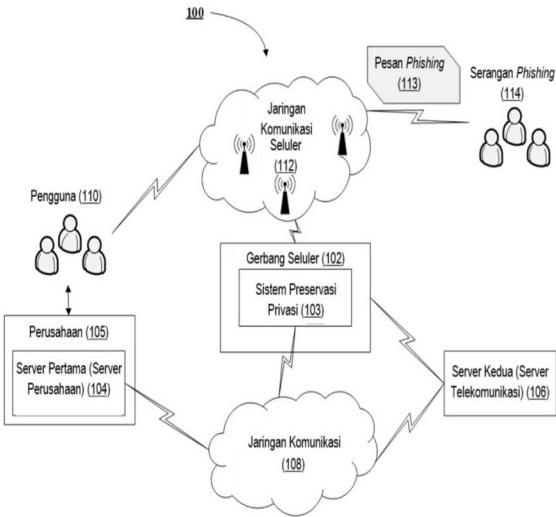 100
Pesan Phishing
(113)
Serangan Phishing
(114)
Jaringan
Komunikasi
Seluler
(112)
Pengguna (110)
Gerbang Seluler (102)
Sistem Preservasi
Privasi (103)
Perusahaan (105)
Server Pertama (Server
Perusahaan) (104)
Server Kedua (Server
Telekomunikasi) (106)
Jaringan Komunikasi
(108)